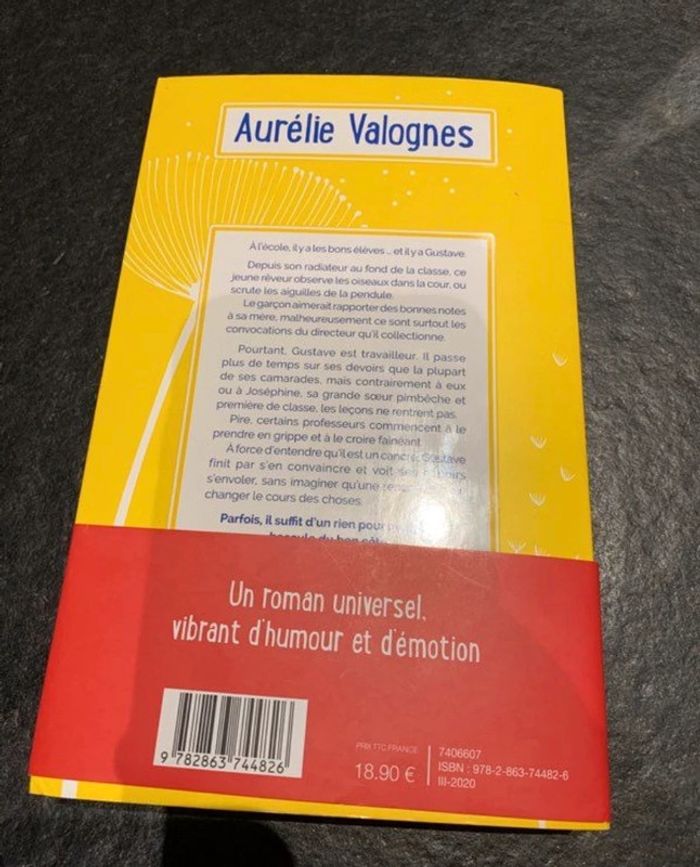 Aurélie Valognes
À l'école, il y a les bons élèves... et il y a Gustave.
Depuis son radiateur au fond de la classe, ce
jeune rêveur observe les oiseaux dans la cour, ou
scrute les aiguilles de la pendule.
Le garçon aimerait rapporter des bonnes notes
à sa mère, malheureusement ce sont surtout les
convocations du directeur qu'il collectionne.
Pourtant, Gustave est travailleur. Il passe
plus de temps sur ses devoirs que la plupart
de ses camarades, mais contrairement à eux
ou à Joséphine, sa grande sœur pimbêche et
première de classe, les leçons ne rentrent pas.
Pire, certains professeurs commencent à le
prendre en grippe et à le croire fainéant.
À force d'entendre qu'il est un cancre, Gustave
finit par s'en convaincre et voit ses
s'envoler, sans imaginer qu'une
changer le cours des choses.
Parfois, il suffit d'un rien pour
bascule du bon
Un roman universel,
vibrant d'humour et d'émotion
9 782863 744826
PRIX TTC FRANCE
18.90 €
7406607
ISBN : 978-2-863-74482-6
III-2020